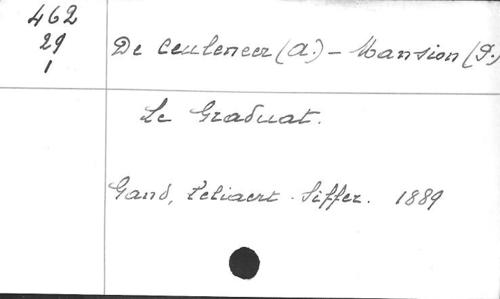 462
29
1
De Ceuleneer (A.) – Mansion (P.)
Le Graduat.
Gand, Leliaert - Siffer. 1889